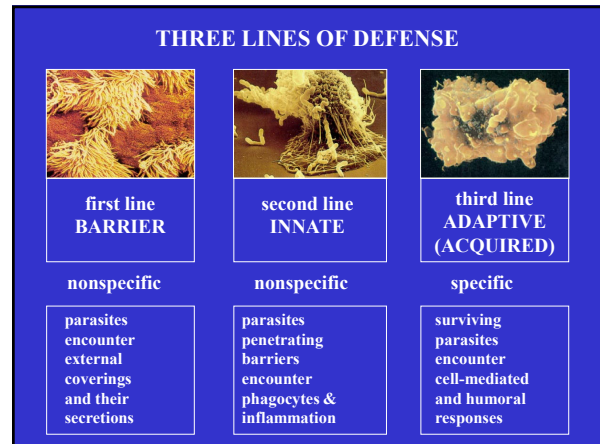 THREE LINES OF DEFENSE
first line
BARRIER
second line
INNATE
third line
ADAPTIVE
(ACQUIRED)
nonspecific
nonspecific
specific
parasites
encounter
external
coverings
and their
secretions
parasites
penetrating
barriers
encounter
phagocytes &
inflammation
surviving
parasites
encounter
cell-mediated
and humoral
responses